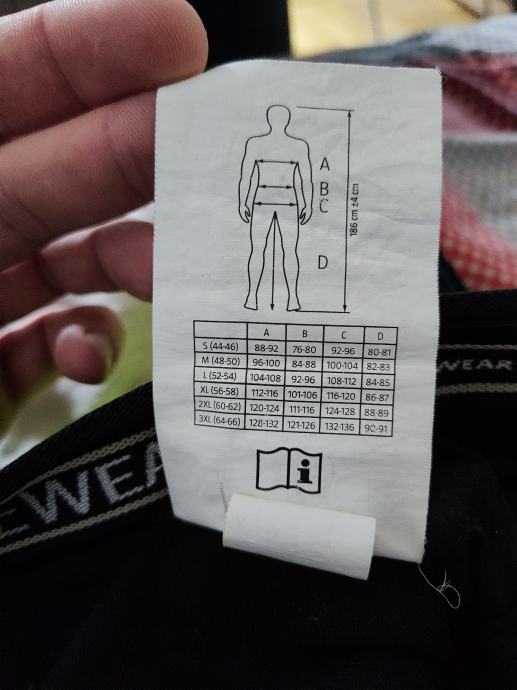 A
B
C
D
186 cm ±4 cm
A B C D
S (44-46) 88-92 76-80 92-96 80-81
M (48-50) 96-100 84-88 100-104 82-83
L (52-54) 104-108 92-96 108-112 84-85
XL (56-58) 112-116 101-106 116-120 86-87
2XL (60-62) 120-124 111-116 124-128 88-89
3XL (64-66) 128-132 121-126 132-136 90-91
i
WEAR
EWEA